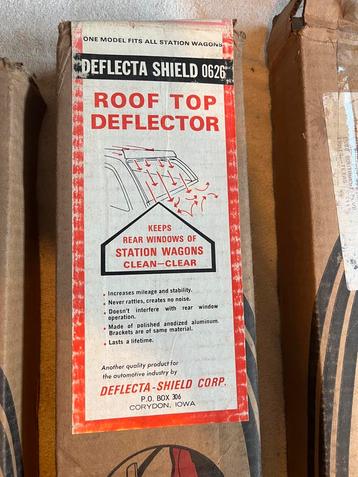 ONE MODEL FITS ALL STATION WAGONS
DEFLECTA SHIELD 0626
ROOF TOP
DEFLECTOR
KEEPS
REAR WINDOWS OF
STATION WAGONS
CLEAN—CLEAR
• Increases mileage and stability.
• Never rattles, creates no noise.
• Doesn't interfere with rear window
operation.
• Made of polished anodized aluminum.
Brackets are of same material.
• Lasts a lifetime.
Another quality product for
the automotive industry by
DEFLECTA-SHIELD CORP.
P.O. BOX 306
CORYDON, IOWA